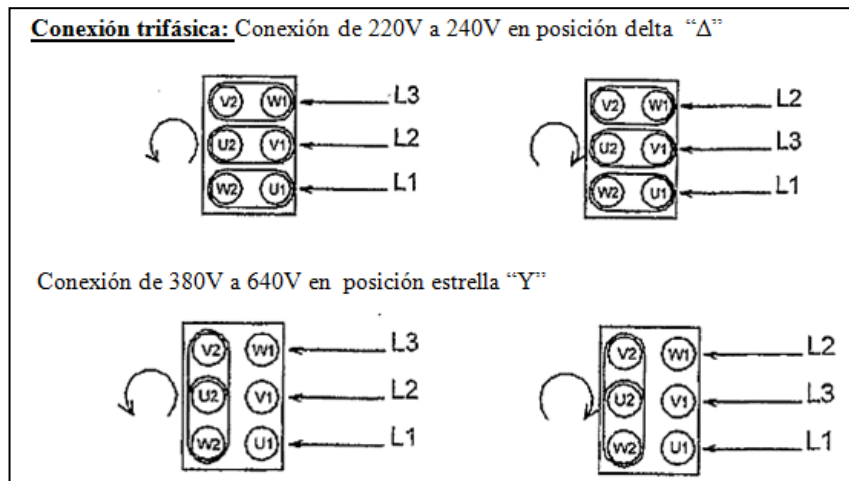 Conexión trifásica: Conexión de 220V a 240V en posición delta “Δ”
V2 W1 L3
U2 V1 L2
W2 U1 L1
V2 W1 L2
U2 V1 L3
W2 U1 L1
Conexión de 380V a 640V en posición estrella “Y”
V2 W1 L3
U2 V1 L2
W2 U1 L1
V2 W1 L2
U2 V1 L3
W2 U1 L1